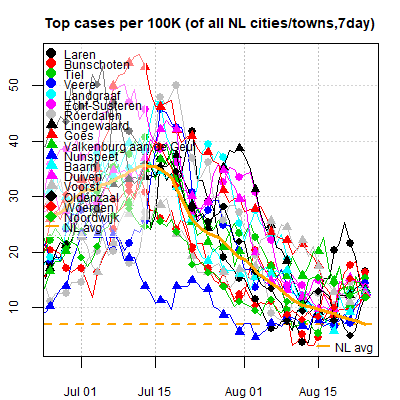 Top cases per 100K (of all NL cities/towns,7day)
50
40
30
20
10
Laren
Bunschoten
Tiel
Veere
Landgraaf
Echt-Susteren
Roerdalen
Lingewaard
Goes
Valkenburg aan de Geul
Nunspeet
Baarn
Duiven
Voorst
Oldenzaal
Woerden
Noordwijk
NL avg
NL avg
Jul 01
Jul 15
Aug 01
Aug 15